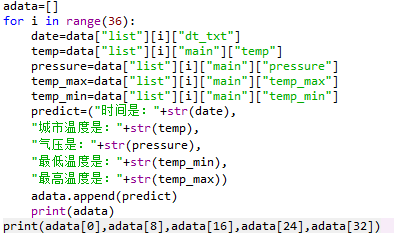 adata=[]
for i in range(36):
    date=data["list"][i]["dt_txt"]
    temp=data["list"][i]["main"]["temp"]
    pressure=data["list"][i]["main"]["pressure"]
    temp_max=data["list"][i]["main"]["temp_max"]
    temp_min=data["list"][i]["main"]["temp_min"]
    predict=("时间是："+str(date),
    "城市温度是："+str(temp),
    "气压是："+str(pressure),
    "最低温度是："+str(temp_min),
    "最高温度是："+str(temp_max))
    adata.append(predict)
    print(adata)
print(adata[0],adata[8],adata[16],adata[24],adata[32])